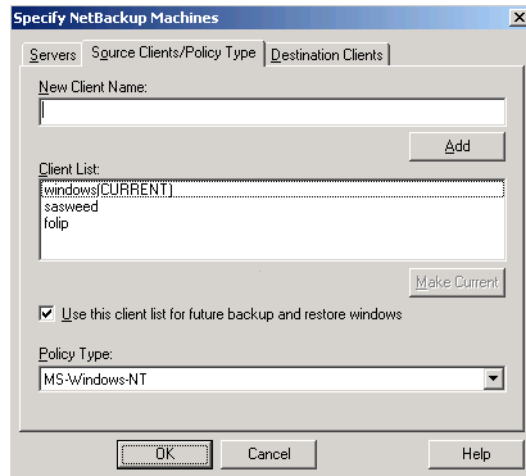 Specify NetBackup Machines
Servers
Source Clients/Policy Type
Destination Clients
New Client Name:
Add
Client List:
windows(CURRENT)
sasweed
folip
Make Current
Use this client list for future backup and restore windows
Policy Type:
MS-Windows-NT
OK
Cancel
Help